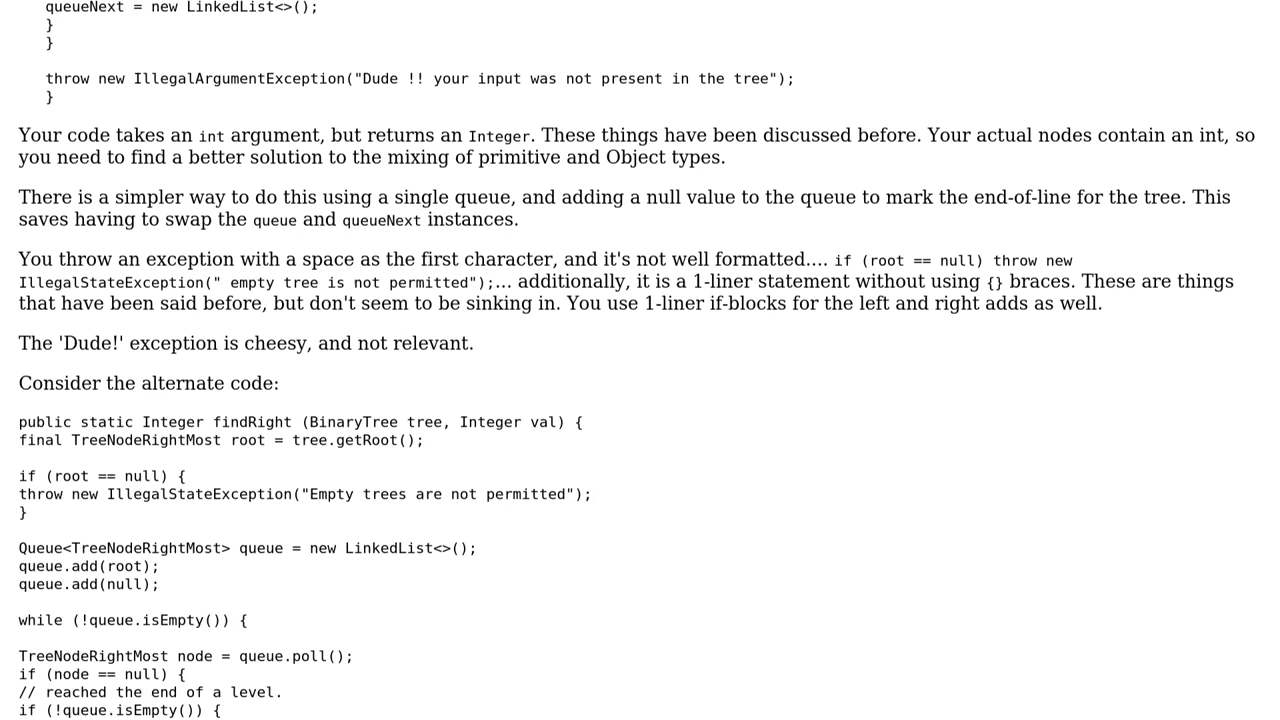 queueNext = new LinkedList<>();
}
}
throw new IllegalArgumentException("Dude !! your input was not present in the tree");
}
Your code takes an int argument, but returns an Integer. These things have been discussed before. Your actual nodes contain an int, so
you need to find a better solution to the mixing of primitive and Object types.
There is a simpler way to do this using a single queue, and adding a null value to the queue to mark the end-of-line for the tree. This
saves having to swap the queue and queueNext instances.
You throw an exception with a space as the first character, and it's not well formatted.... if (root == null) throw new
IllegalStateException(" empty tree is not permitted");... additionally, it is a 1-liner statement without using {} braces. These are things
that have been said before, but don't seem to be sinking in. You use 1-liner if-blocks for the left and right adds as well.
The 'Dude!' exception is cheesy, and not relevant.
Consider the alternate code:
public static Integer findRight (BinaryTree tree, Integer val) {
final TreeNodeRightMost root = tree.getRoot();
if (root == null) {
throw new IllegalStateException("Empty trees are not permitted");
}
Queue<TreeNodeRightMost> queue = new LinkedList<>();
queue.add(root);
queue.add(null);
while (!queue.isEmpty()) {
TreeNodeRightMost node = queue.poll();
if (node == null) {
// reached the end of a level.
if (!queue.isEmpty()) {